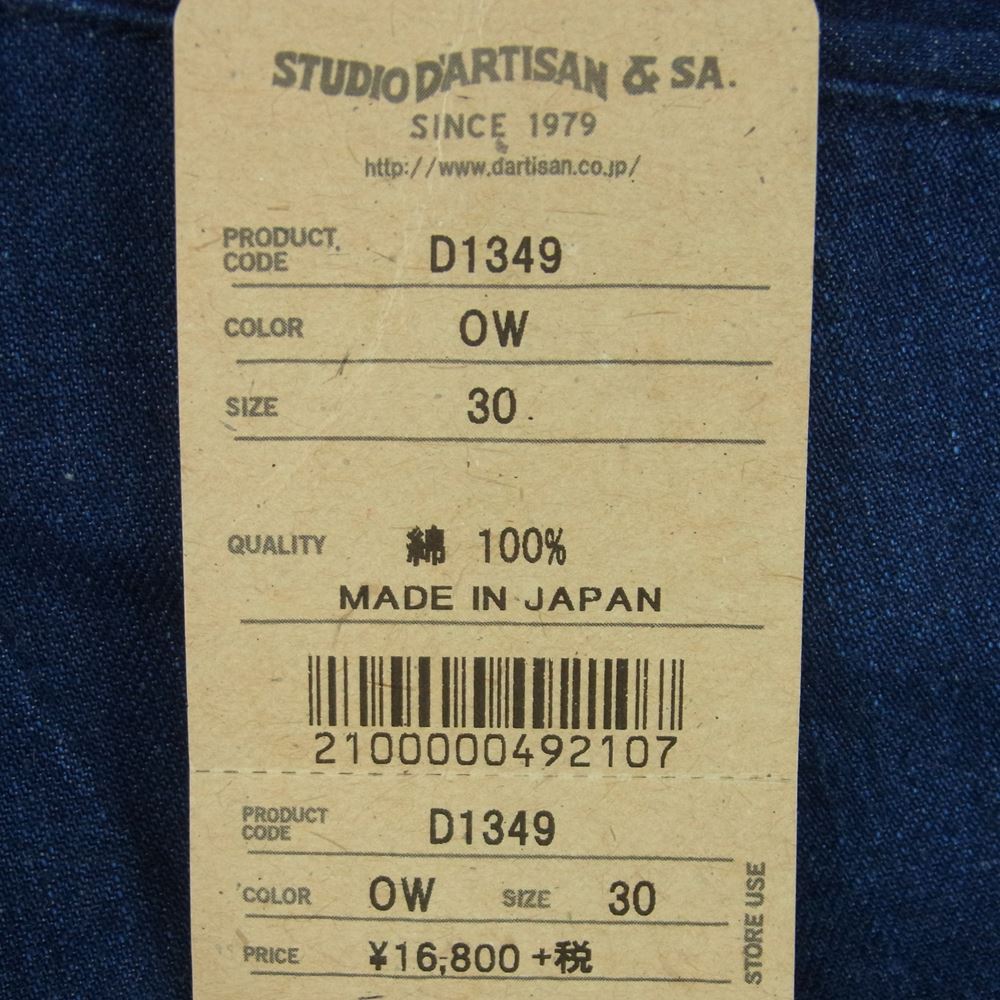 STUDIO D'ARTISAN & SA.
SINCE 1979
http://www.dartisan.co.jp/
PRODUCT CODE D1349
COLOR OW
SIZE 30
QUALITY 綿 100%
MADE IN JAPAN
2100000492107
PRODUCT CODE D1349
COLOR OW SIZE 30
PRICE ¥16,800 +税
STORE USE